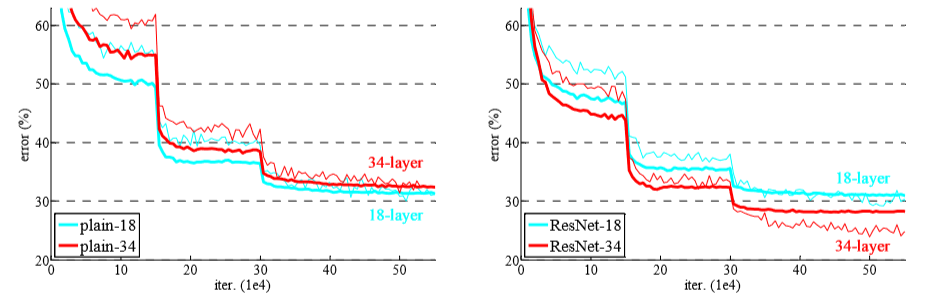 60
50
40
30
20
error (%)
34-layer
18-layer
plain-18
plain-34
0 10 20 30 40 50
iter. (1e4)
60
50
40
30
20
error (%)
18-layer
34-layer
ResNet-18
ResNet-34
0 10 20 30 40 50
iter. (1e4)